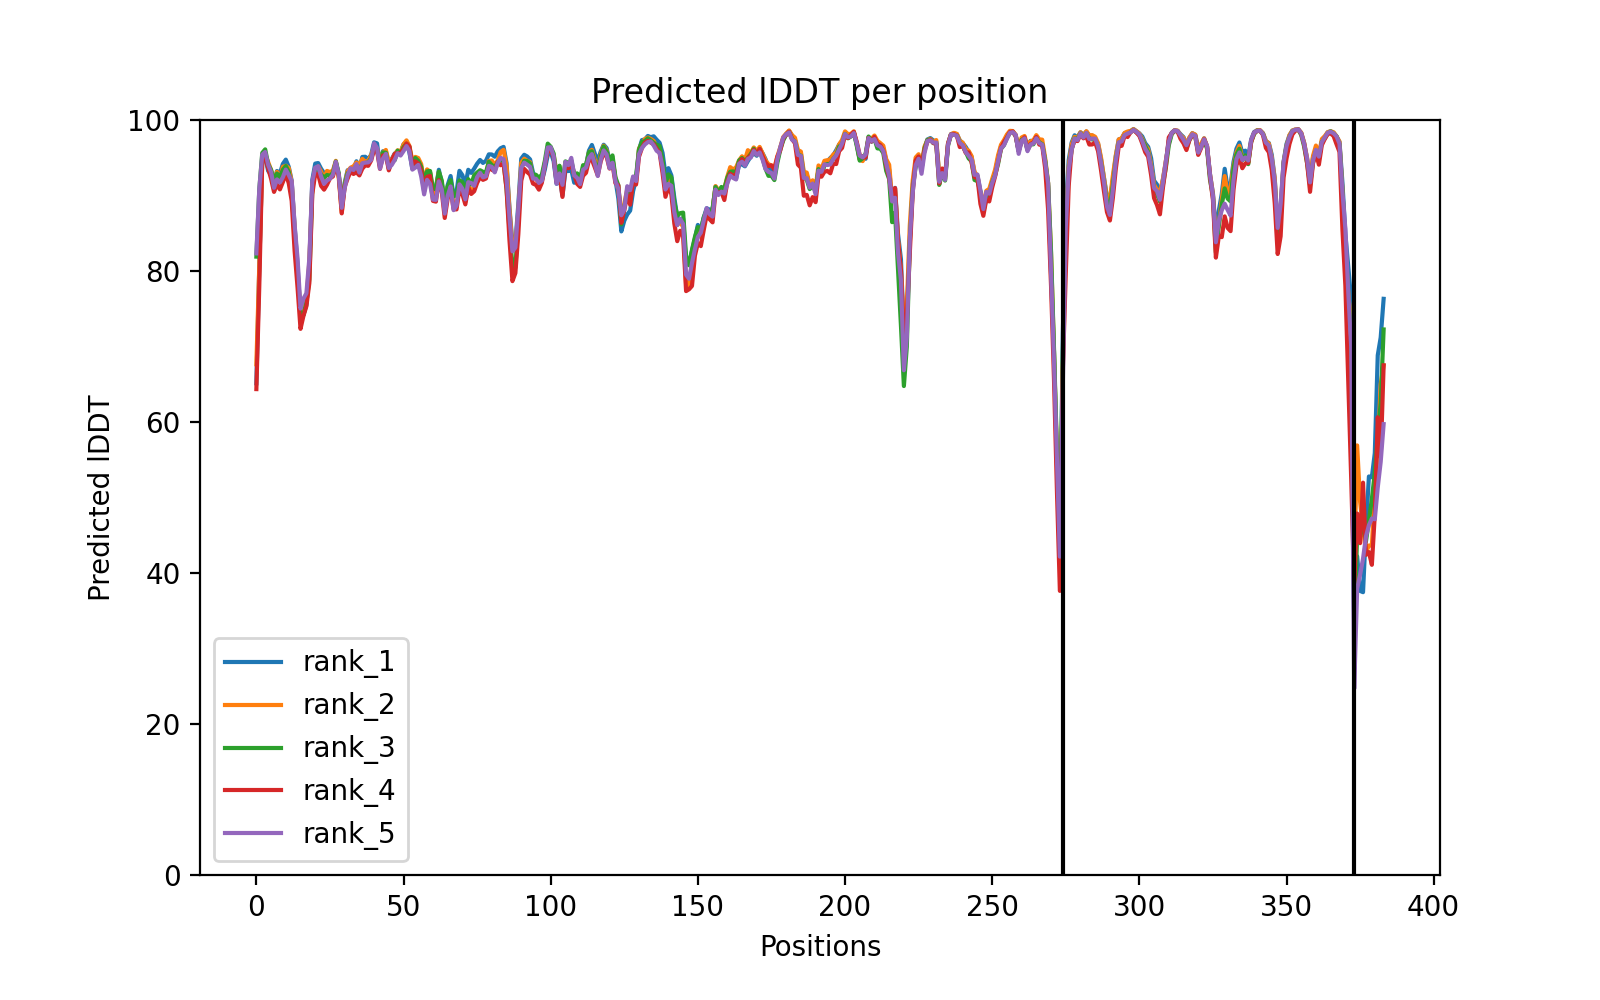 Predicted lDDT per position
100
80
60
40
20
0
Predicted lDDT
rank_1
rank_2
rank_3
rank_4
rank_5
0 50 100 150 200 250 300 350 400
Positions